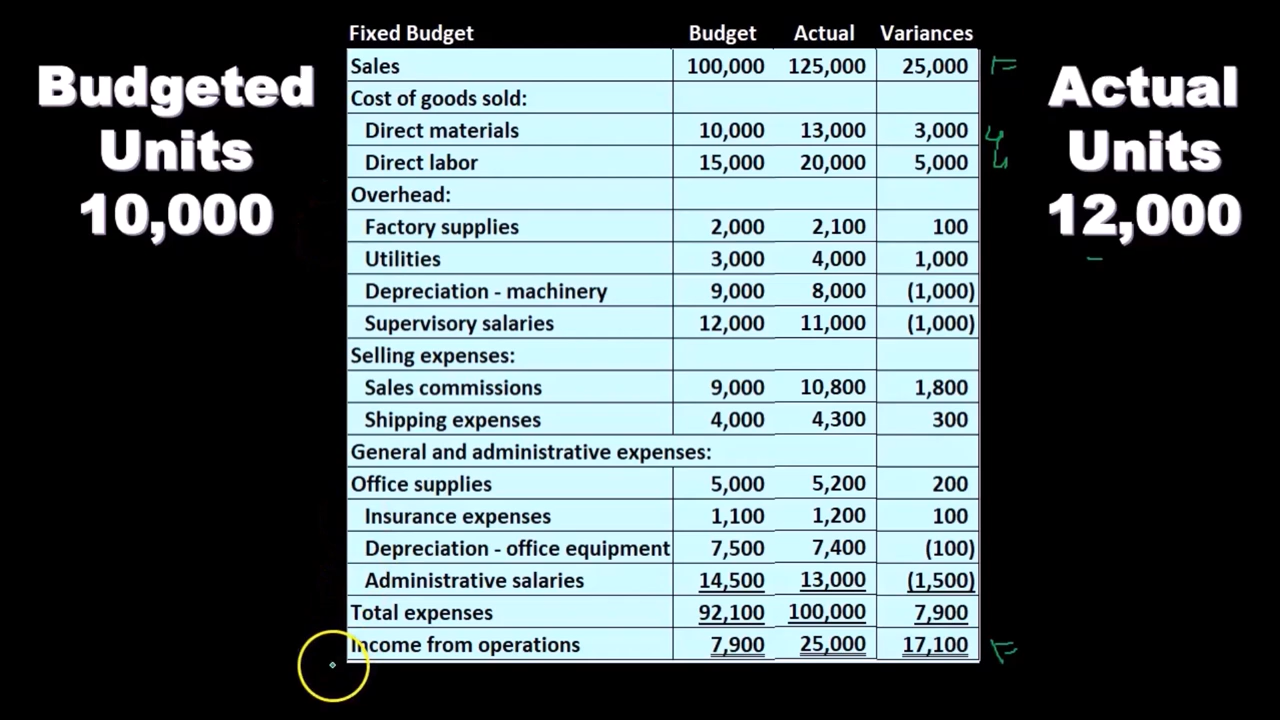 Budgeted
Units
10,000
Fixed Budget Budget Actual Variances
Sales 100,000 125,000 25,000
Cost of goods sold:
Direct materials 10,000 13,000 3,000
Direct labor 15,000 20,000 5,000
Overhead:
Factory supplies 2,000 2,100 100
Utilities 3,000 4,000 1,000
Depreciation - machinery 9,000 8,000 (1,000)
Supervisory salaries 12,000 11,000 (1,000)
Selling expenses:
Sales commissions 9,000 10,800 1,800
Shipping expenses 4,000 4,300 300
General and administrative expenses:
Office supplies 5,000 5,200 200
Insurance expenses 1,100 1,200 100
Depreciation - office equipment 7,500 7,400 (100)
Administrative salaries 14,500 13,000 (1,500)
Total expenses 92,100 100,000 7,900
Income from operations 7,900 25,000 17,100
Actual
Units
12,000